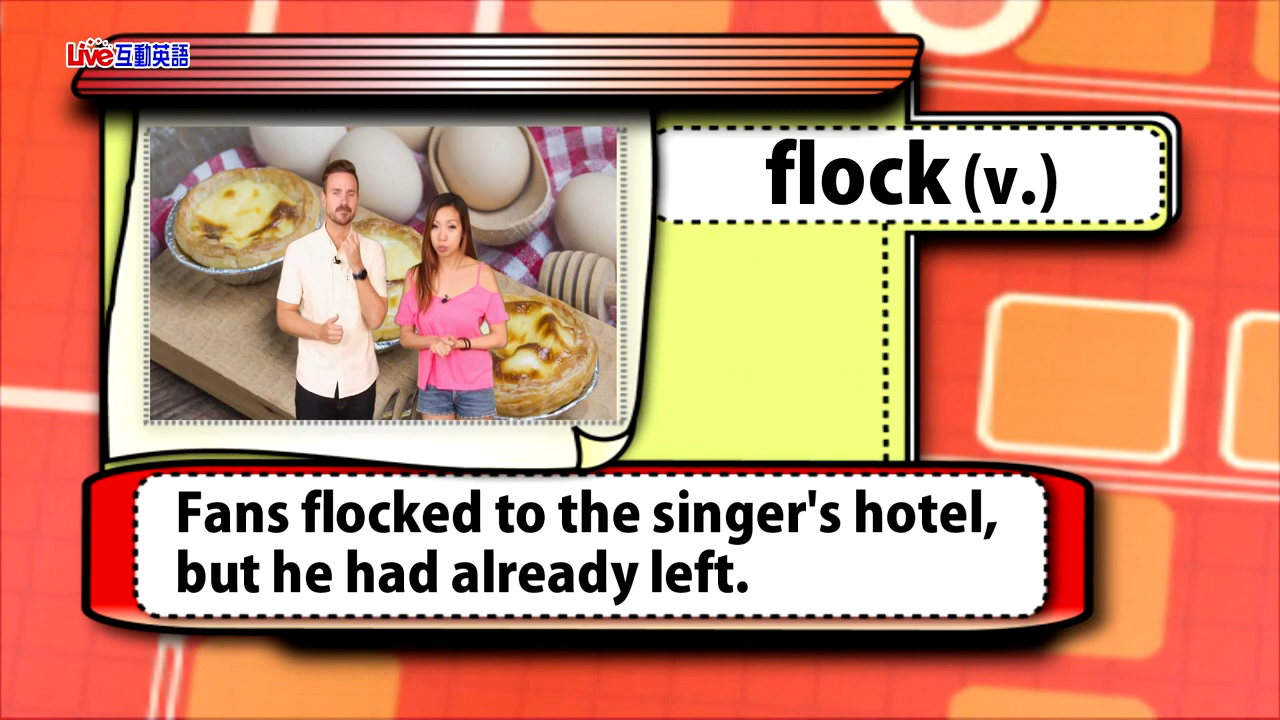 Live互動英語
flock (v.)
Fans flocked to the singer's hotel,
but he had already left.